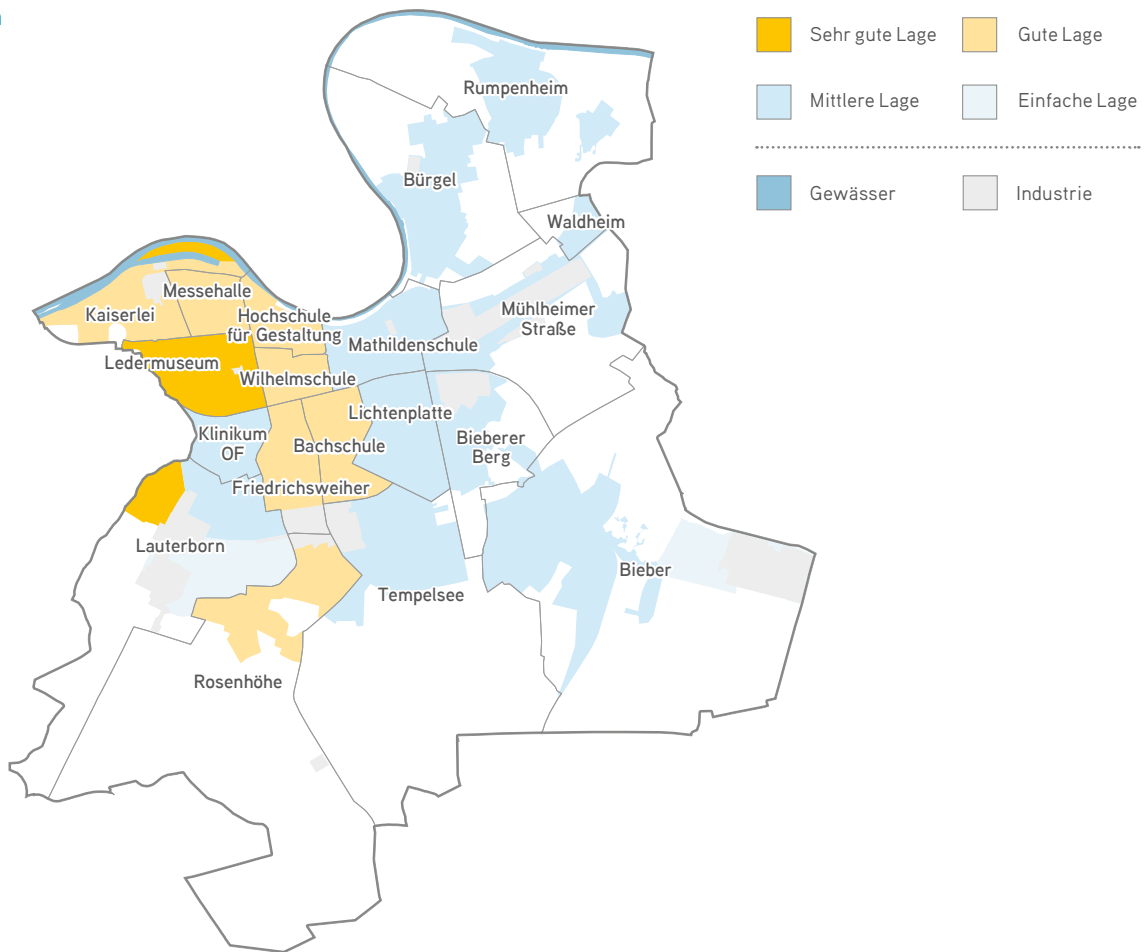 Sehr gute Lage
Gute Lage
Mittlere Lage
Einfache Lage
Gewässer
Industrie
Rumpenheim
Bürgel
Waldheim
Messehalle
Kaiserlei
Hochschule
für Gestaltung
Mühlheimer
Straße
Mathildenschule
Ledermuseum
Wilhelmschule
Lichtenplatte
Klinikum
OF
Bachschule
Bieberer
Berg
Friedrichsweiher
Lauterborn
Bieber
Tempelsee
Rosenhöhe